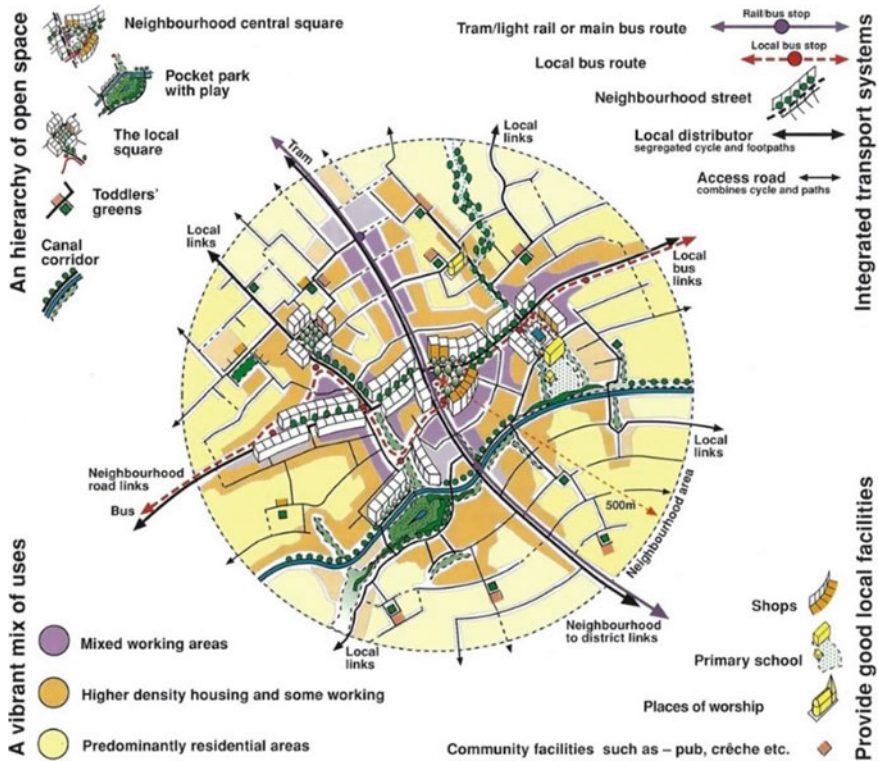 An hierarchy of open space
Neighbourhood central square
Pocket park
with play
The local
square
Toddlers'
greens
Canal
corridor
Integrated transport systems
Tram/light rail or main bus route
Rail/bus stop
Local bus route
Local bus stop
Neighbourhood street
Local distributor
segregated cycle and footpaths
Access road
combines cycle and paths
Tram
Local
links
Local
links
Local
bus links
Local
links
Neighbourhood
road links
Bus
500m
Neighbourhood area
Neighbourhood
to district links
Local
links
A vibrant mix of uses
Mixed working areas
Higher density housing and some working
Predominantly residential areas
Provide good local facilities
Shops
Primary school
Places of worship
Community facilities such as – pub, crêche etc.